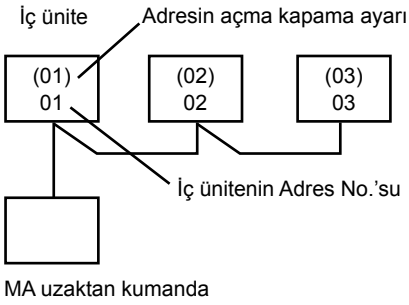 İç ünite
Adresin açma kapama ayarı
(01)
01
(02)
02
(03)
03
İç ünitenin Adres No.'su
MA uzaktan kumanda